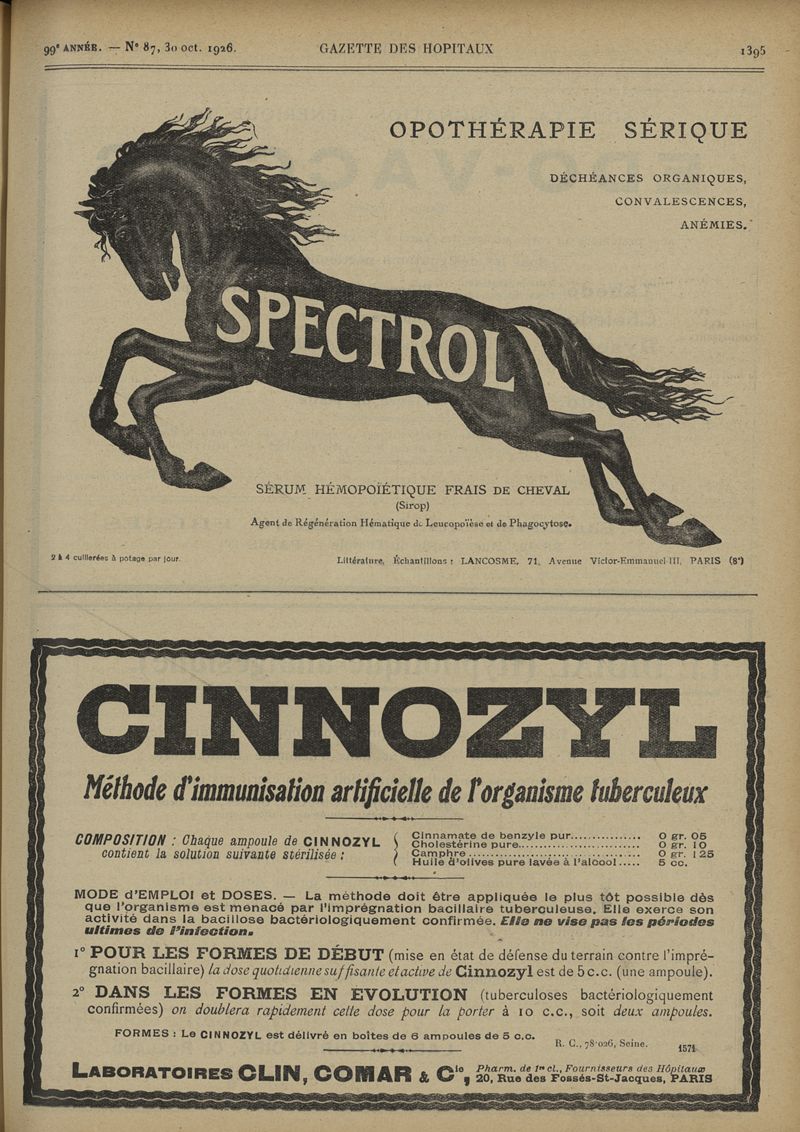 99e ANNÉE. — No 87, 30 oct. 1926. GAZETTE DES HOPITAUX 1395
OPOTHÉRAPIE SÉRIQUE
DÉCHÉANCES ORGANIQUES,
CONVALESCENCES,
ANÉMIES.
SPECTROL
SÉRUM HÉMOPOÏÉTIQUE FRAIS DE CHEVAL
(Sirop)
Agent de Régénération Hématique de Leucopoïèse et de Phagocytose.
2 à 4 cuillerées à potage par jour.
Littérature, Échantillons : LANCOSME, 71, Avenue Victor-Emmanuel-III, PARIS (8e)
CINNOZYL
Méthode d'immunisation artificielle de l'organisme tuberculeux
COMPOSITION : Chaque ampoule de CINNOZYL
contient la solution suivante stérilisée :
Cinnamate de benzyle pur............... 0 gr. 05
Cholestérine pure........................... 0 gr. 10
Camphre...................................... 0 gr. 125
Huile d'olives pure lavée à l'alcool..... 5 cc.
MODE d'EMPLOI et DOSES. — La méthode doit être appliquée le plus tôt possible dès
que l'organisme est menacé par l'imprégnation bacillaire tuberculeuse. Elle exerce son
activité dans la bacillose bactériologiquement confirmée. Elle ne vise pas les périodes
ultimes de l'infection.
1o POUR LES FORMES DE DÉBUT (mise en état de défense du terrain contre l'impré-
gnation bacillaire) la dose quotidienne suffisante et active de Cinnozyl est de 5 c.c. (une ampoule).
2o DANS LES FORMES EN EVOLUTION (tuberculoses bactériologiquement
confirmées) on doublera rapidement cette dose pour la porter à 10 c.c., soit deux ampoules.
FORMES : Le CINNOZYL est délivré en boîtes de 6 ampoules de 5 c.c.
R. C., 78-026, Seine. 1571
LABORATOIRES CLIN, COMAR & Cie, Pharm. de 1re cl., Fournisseurs des Hôpitaux
20, Rue des Fossés-St-Jacques, PARIS